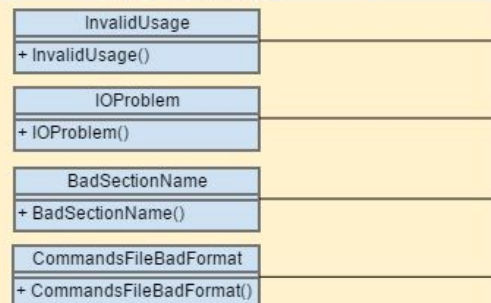 InvalidUsage
+ InvalidUsage()
IOProblem
+ IOProblem()
BadSectionName
+ BadSectionName()
CommandsFileBadFormat
+ CommandsFileBadFormat()